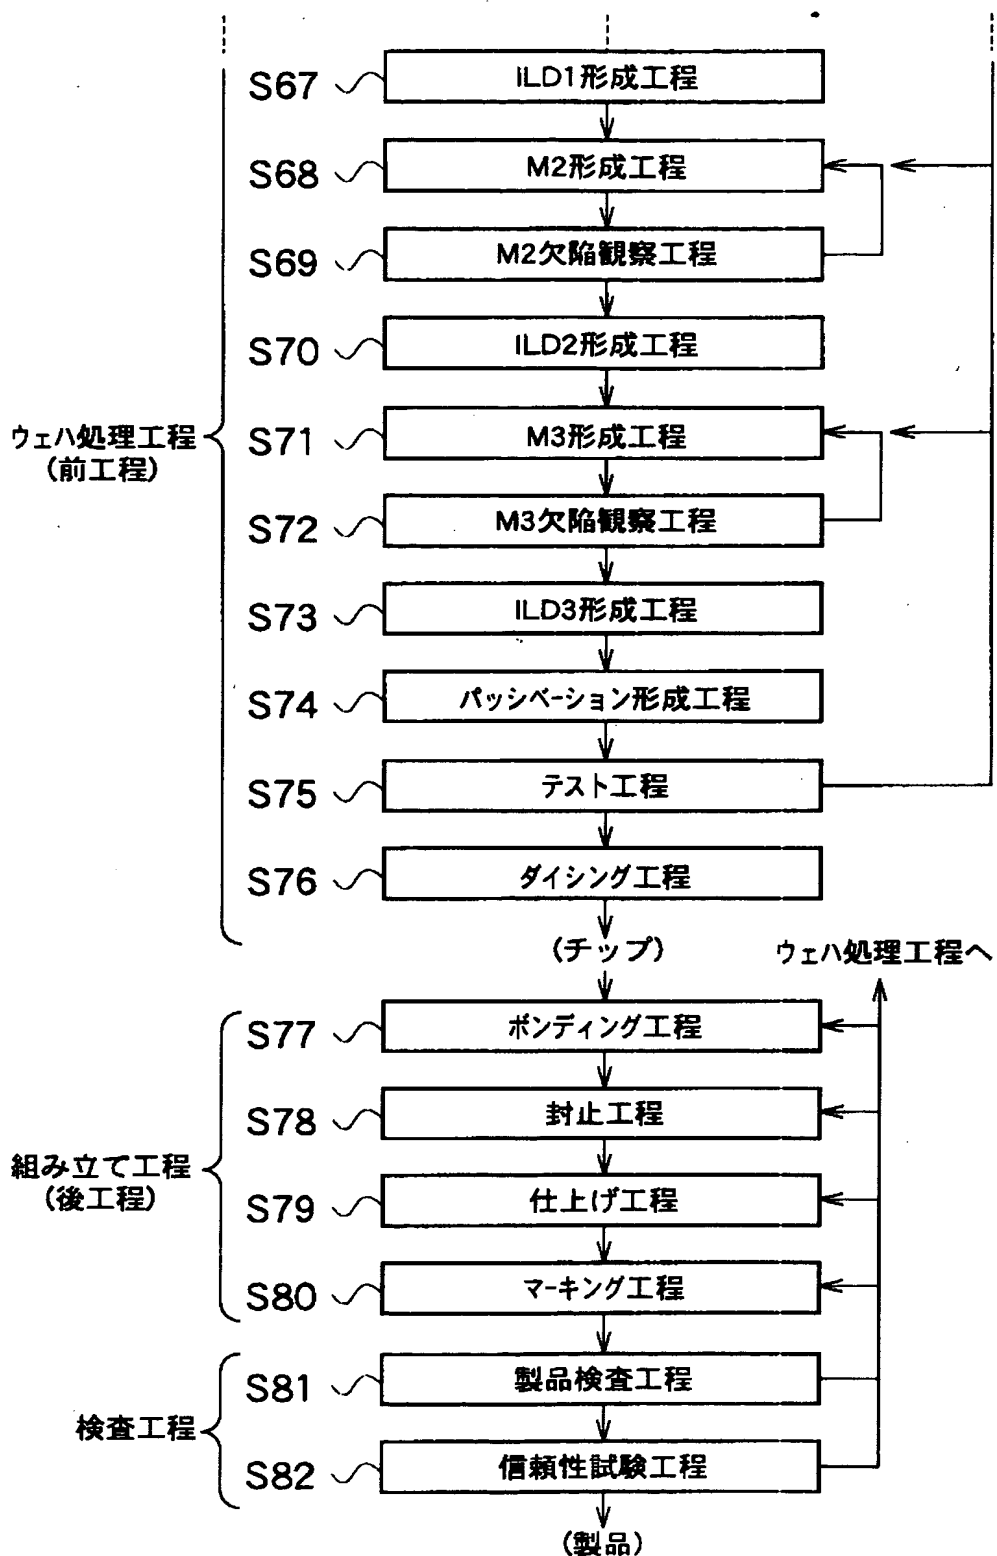 S67 ILD1形成工程
S68 M2形成工程
S69 M2欠陥観察工程
S70 ILD2形成工程
ウェハ処理工程
(前工程)
S71 M3形成工程
S72 M3欠陥観察工程
S73 ILD3形成工程
S74 パッシベーション形成工程
S75 テスト工程
S76 ダイシング工程
(チップ)
ウェハ処理工程へ
S77 ボンディング工程
S78 封止工程
組み立て工程
(後工程)
S79 仕上げ工程
S80 マーキング工程
S81 製品検査工程
検査工程
S82 信頼性試験工程
(製品)